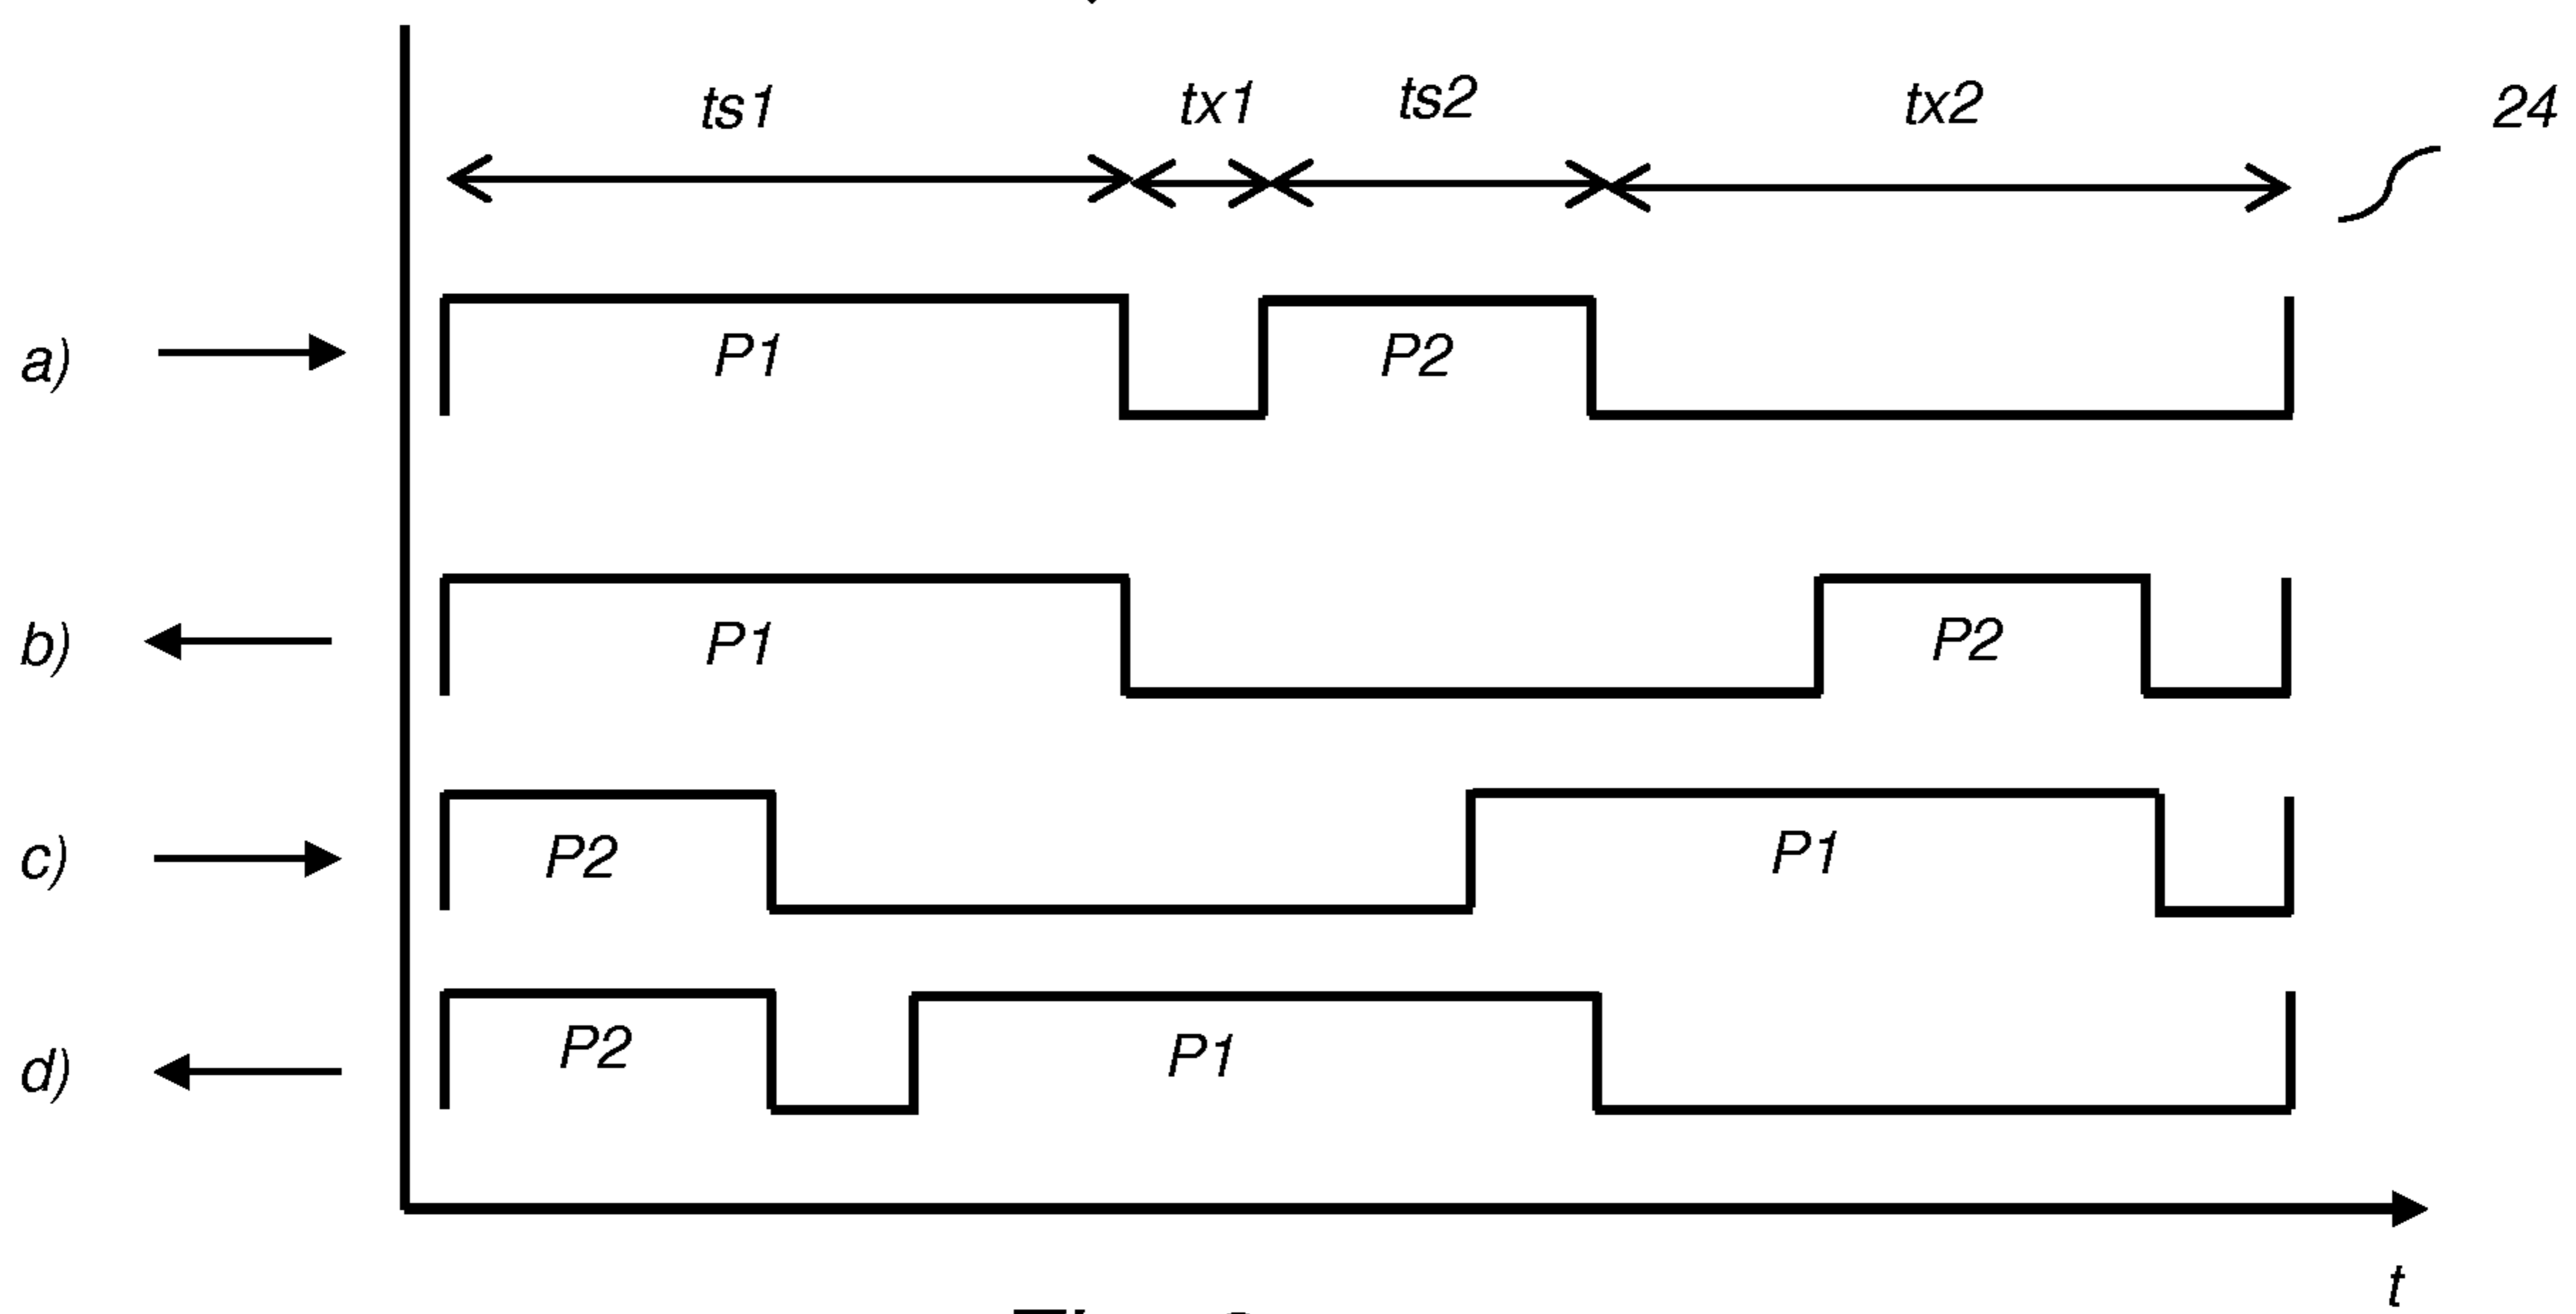 ts1 tx1 ts2 tx2 24
a) P1 P2
b) P1 P2
c) P2 P1
d) P2 P1
t